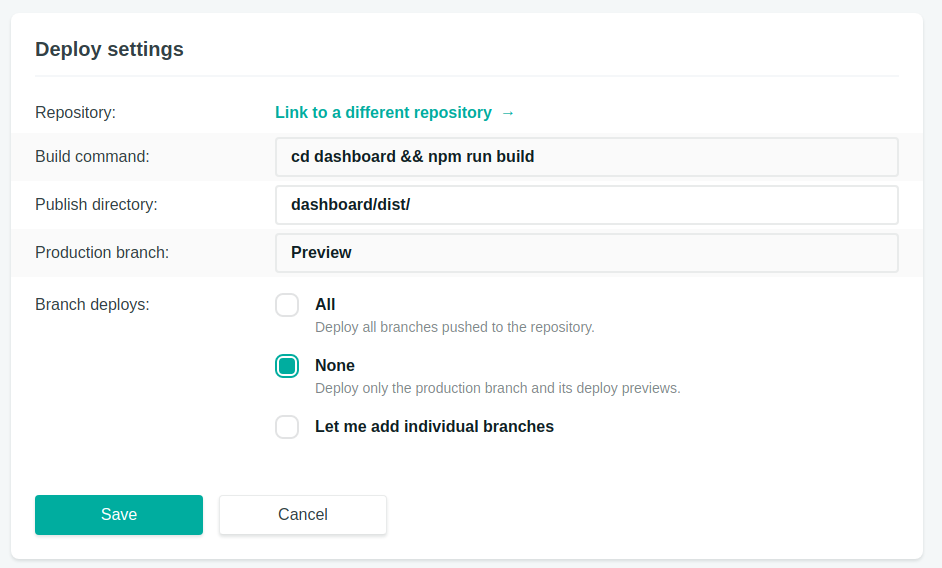 Deploy settings
Repository: Link to a different repository →
Build command: cd dashboard && npm run build
Publish directory: dashboard/dist/
Production branch: Preview
Branch deploys: All
Deploy all branches pushed to the repository.
None
Deploy only the production branch and its deploy previews.
Let me add individual branches
Save Cancel